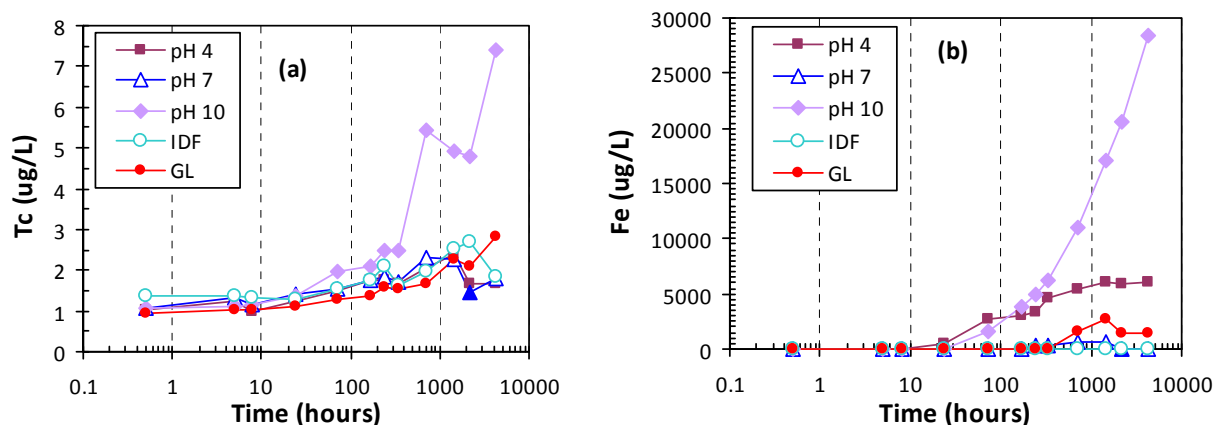 (a)
Tc (ug/L)
8
7
6
5
4
3
2
1
0
pH 4
pH 7
pH 10
IDF
GL
0.1 1 10 100 1000 10000
Time (hours)
(b)
Fe (ug/L)
30000
25000
20000
15000
10000
5000
0
pH 4
pH 7
pH 10
IDF
GL
0.1 1 10 100 1000 10000
Time (hours)